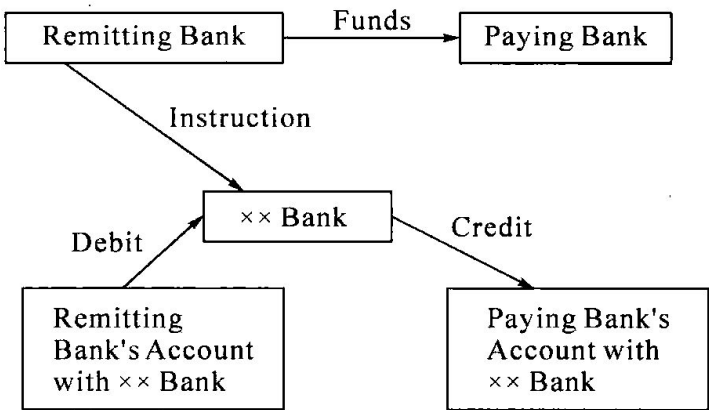 Remitting Bank
Funds
Paying Bank
Instruction
×× Bank
Debit
Credit
Remitting
Bank's Account
with ×× Bank
Paying Bank's
Account with
×× Bank